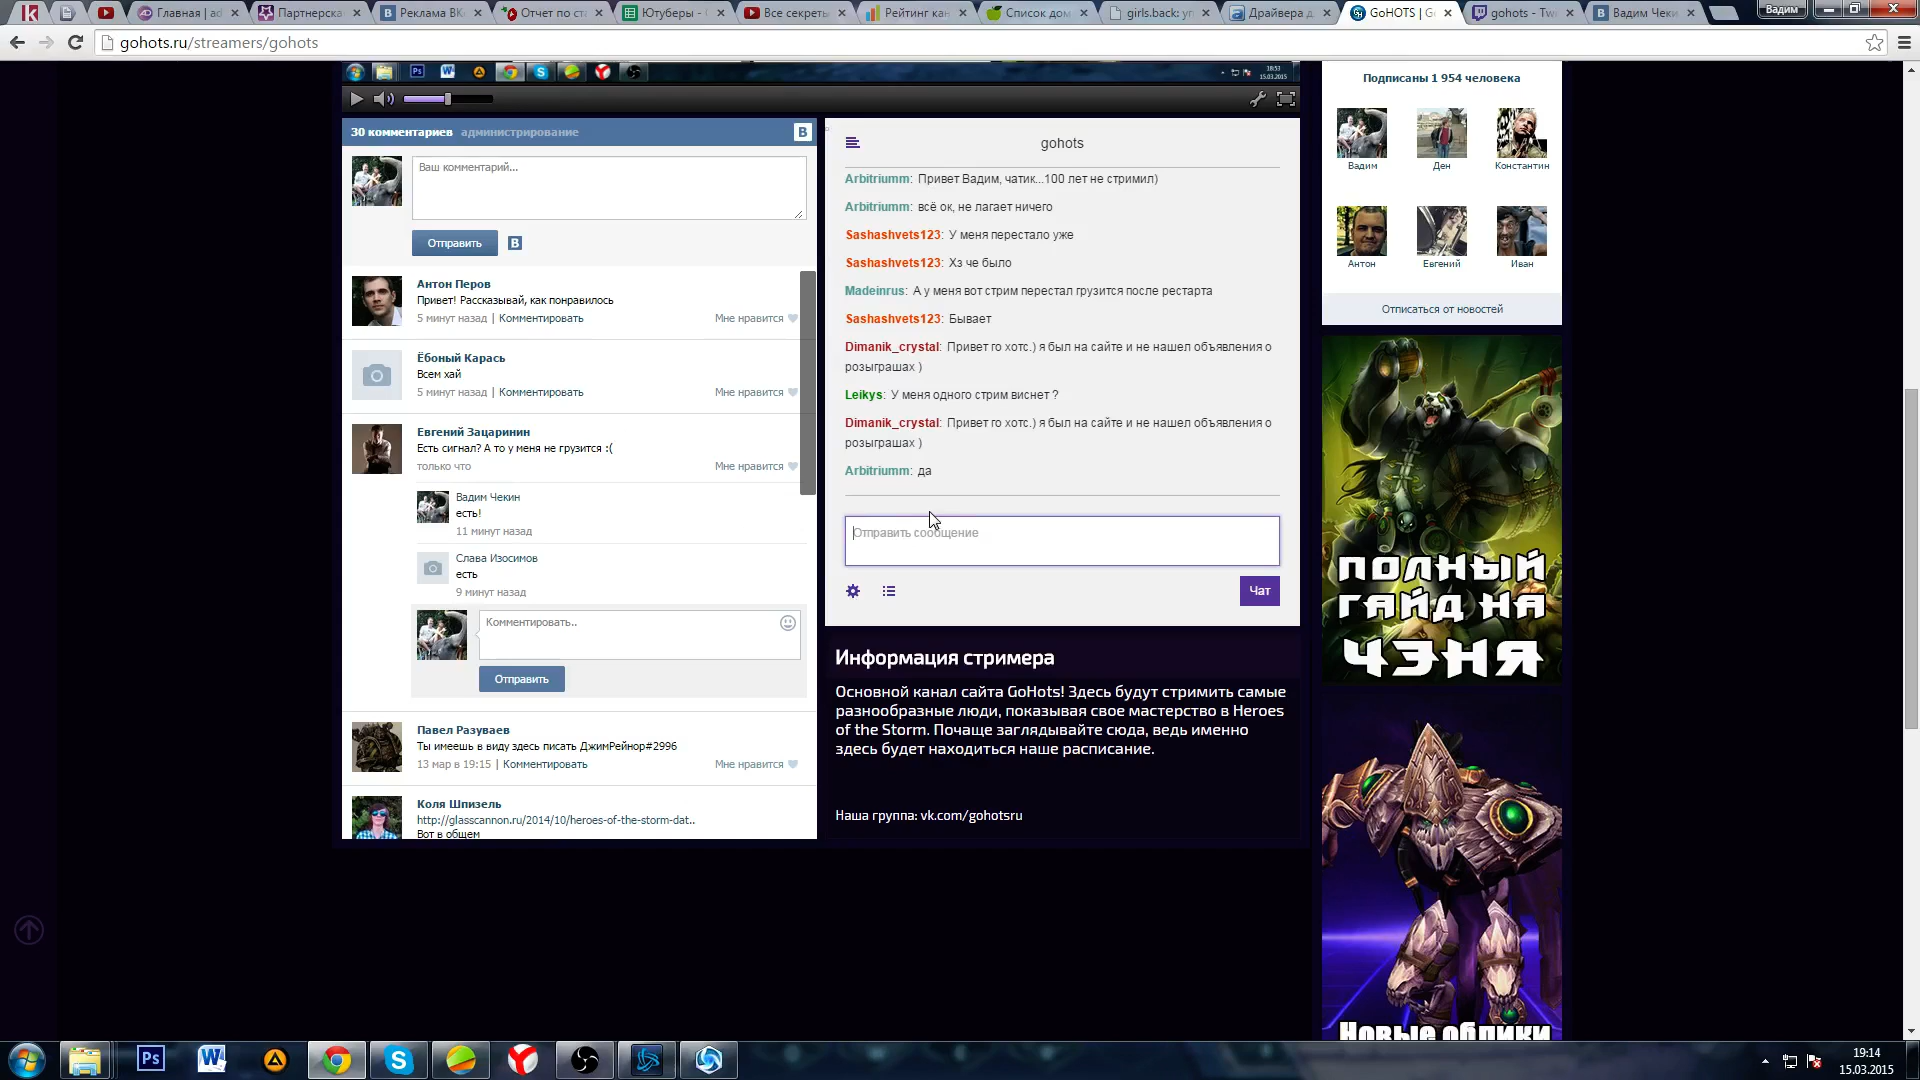 Главная | ad
Партнерска
Реклама ВК
Отчет по ст
Ютуберы -
Все секреты
Рейтинг кан
Список дом
girls.back: у
Драйвера д
GoHOTS | G
gohots - Tw
Вадим Чеки
Вадим
gohots.ru/streamers/gohots
18:53
15.03.2015
30 комментариев администрирование
Ваш комментарий...
Отправить
Антон Перов
Привет! Рассказывай, как понравилось
5 минут назад | Комментировать
Мне нравится
Ёбоный Карась
Всем хай
5 минут назад | Комментировать
Мне нравится
Евгений Зацаринин
Есть сигнал? А то у меня не грузится :(
только что
Мне нравится
Вадим Чекин
есть!
11 минут назад
Слава Изосимов
есть
9 минут назад
Комментировать..
Отправить
Павел Разуваев
Ты имеешь в виду здесь писать ДжимРейнор#2996
13 мар в 19:15 | Комментировать
Мне нравится
Коля Шпизель
http://glasscannon.ru/2014/10/heroes-of-the-storm-dat..
Вот в общем
gohots
Arbitriumm: Привет Вадим, чатик...100 лет не стримил)
Arbitriumm: всё ок, не лагает ничего
Sashashvets123: У меня перестало уже
Sashashvets123: Хз че было
Madeinrus: А у меня вот стрим перестал грузится после рестарта
Sashashvets123: Бывает
Dimanik_crystal: Привет го хотс.) я был на сайте и не нашел объявления о
розыграшах )
Leikys: У меня одного стрим виснет ?
Dimanik_crystal: Привет го хотс.) я был на сайте и не нашел объявления о
розыграшах )
Arbitriumm: да
Отправить сообщение
Чат
Информация стримера
Основной канал сайта GoHots! Здесь будут стримить самые
разнообразные люди, показывая свое мастерство в Heroes
of the Storm. Почаще заглядывайте сюда, ведь именно
здесь будет находиться наше расписание.
Наша группа: vk.com/gohotsru
Подписаны 1 954 человека
Вадим
Ден
Константин
Антон
Евгений
Иван
Отписаться от новостей
ПОЛНЫЙ
ГАЙД НА
ЧЭНЯ
Новые облики
19:14
15.03.2015